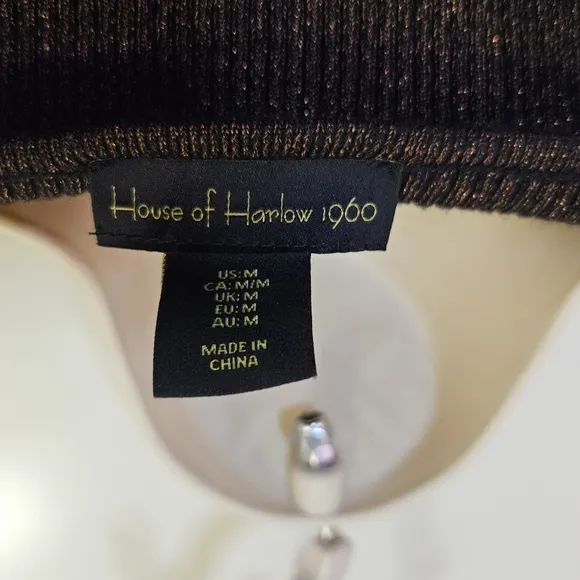 House of Harlow 1960
US: M
CA: M/M
UK: M
EU: M
AU: M
MADE IN
CHINA